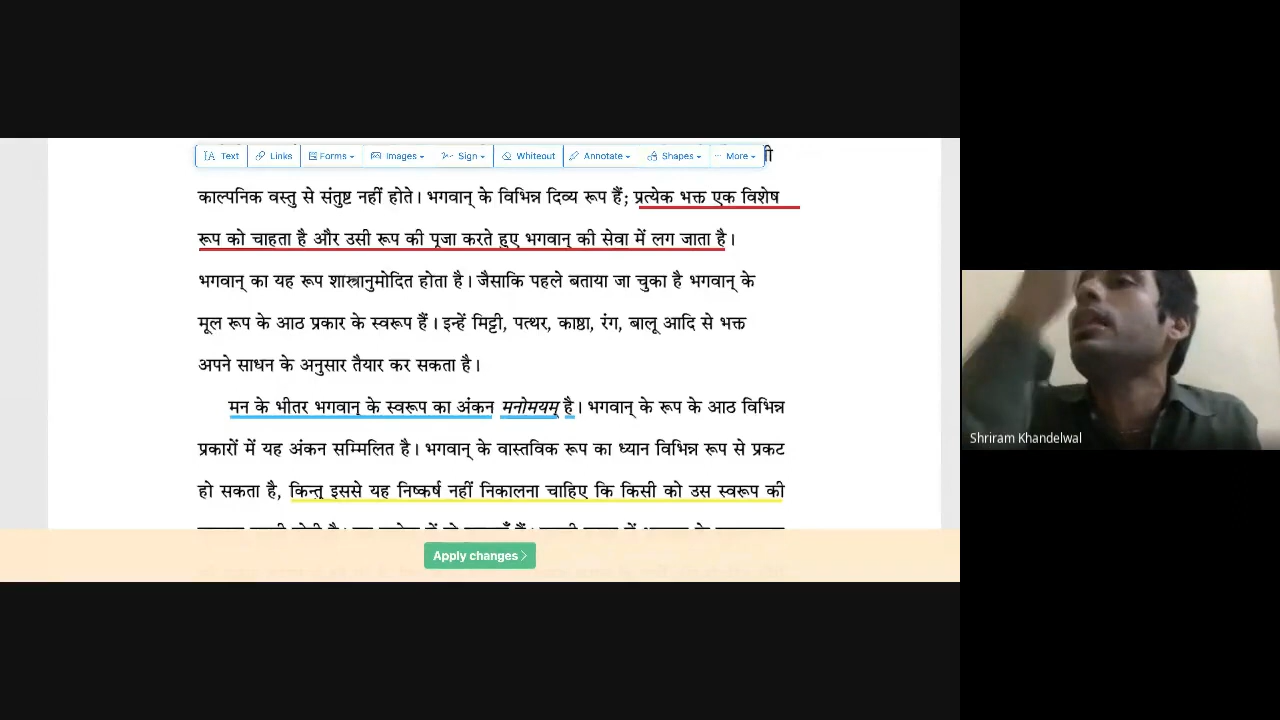 Text Links Forms Images Sign Whiteout Annotate Shapes More
काल्पनिक वस्तु से संतुष्ट नहीं होते। भगवान् के विभिन्न दिव्य रूप हैं; प्रत्येक भक्त एक विशेष
रूप को चाहता है और उसी रूप की पूजा करते हुए भगवान् की सेवा में लग जाता है।
भगवान् का यह रूप शास्त्रानुमोदित होता है। जैसाकि पहले बताया जा चुका है भगवान् के
मूल रूप के आठ प्रकार के स्वरूप हैं। इन्हें मिट्टी, पत्थर, काष्ठा, रंग, बालू आदि से भक्त
अपने साधन के अनुसार तैयार कर सकता है।
मन के भीतर भगवान् के स्वरूप का अंकन मनोमयम् है। भगवान् के रूप के आठ विभिन्न
प्रकारों में यह अंकन सम्मिलित है। भगवान् के वास्तविक रूप का ध्यान विभिन्न रूप से प्रकट
हो सकता है, किन्तु इससे यह निष्कर्ष नहीं निकालना चाहिए कि किसी को उस स्वरूप की
Apply changes
Shriram Khandelwal